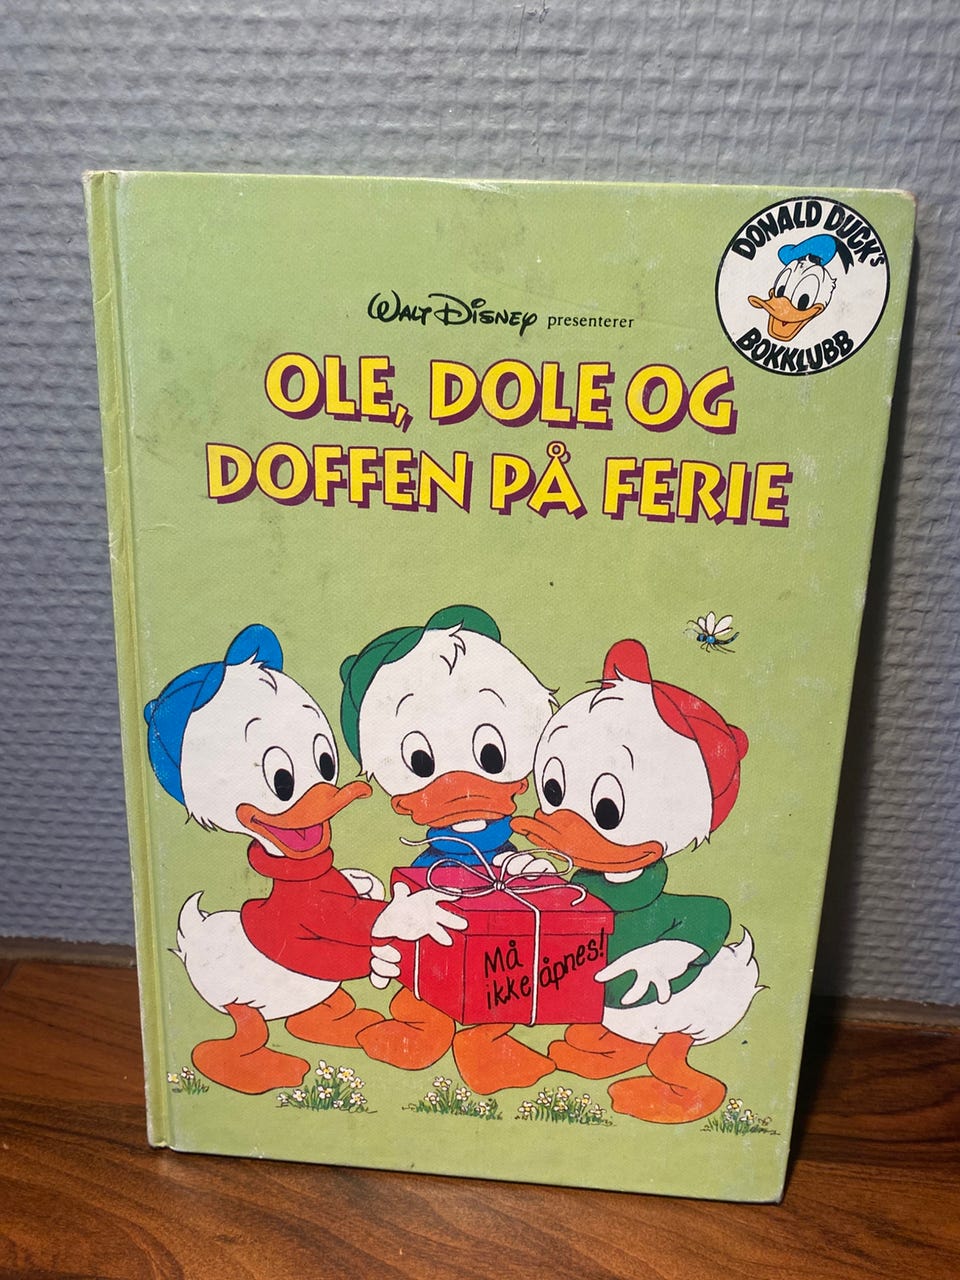 DONALD DUCK's
BOKKLUBB
WALT DISNEY presenterer
OLE, DOLE OG
DOFFEN PÅ FERIE
Må
ikke åpnes!